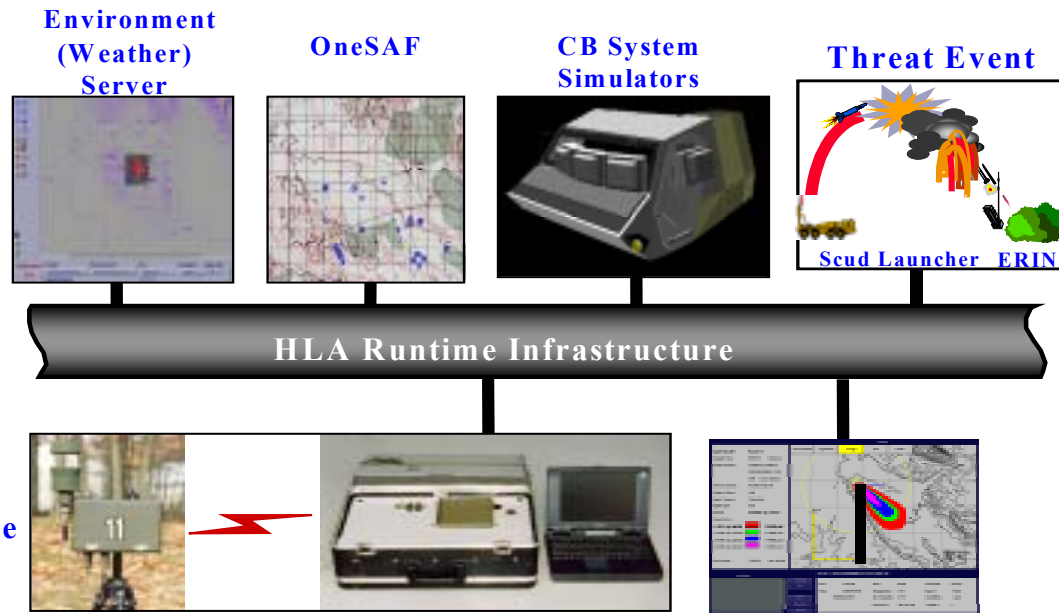 Environment
(Weather)
Server
OneSAF
CB System
Simulators
Threat Event
Scud Launcher
ERIN
HLA Runtime Infrastructure
e
11